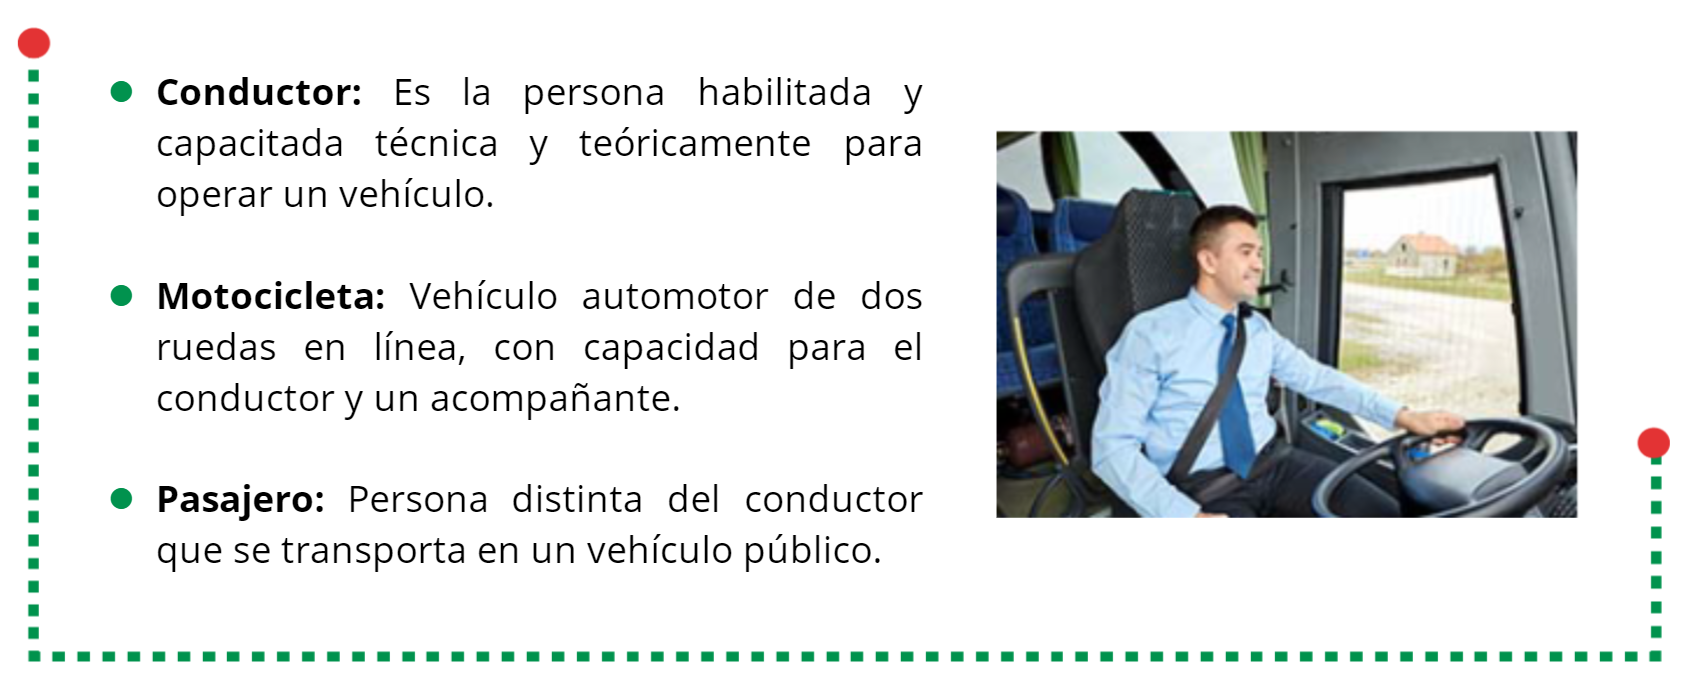 Conductor: Es la persona habilitada y
capacitada técnica y teóricamente para
operar un vehículo.
Motocicleta: Vehículo automotor de dos
ruedas en línea, con capacidad para el
conductor y un acompañante.
Pasajero: Persona distinta del conductor
que se transporta en un vehículo público.